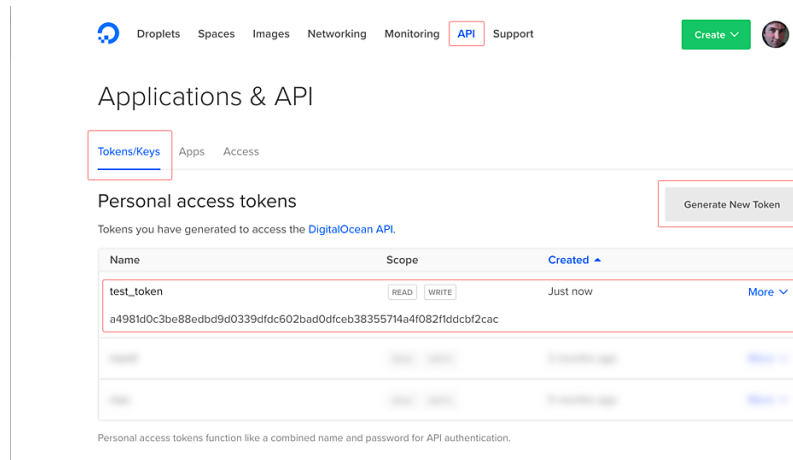 Droplets Spaces Images Networking Monitoring API Support Create
Applications & API
Tokens/Keys Apps Access
Personal access tokens
Generate New Token
Tokens you have generated to access the DigitalOcean API.
Name Scope Created
test_token READ WRITE Just now More
a4981d0c3be88edbd9d0339dfdc602bad0dfceb38355714a4f082f1ddcbf2cac
Personal access tokens function like a combined name and password for API authentication.